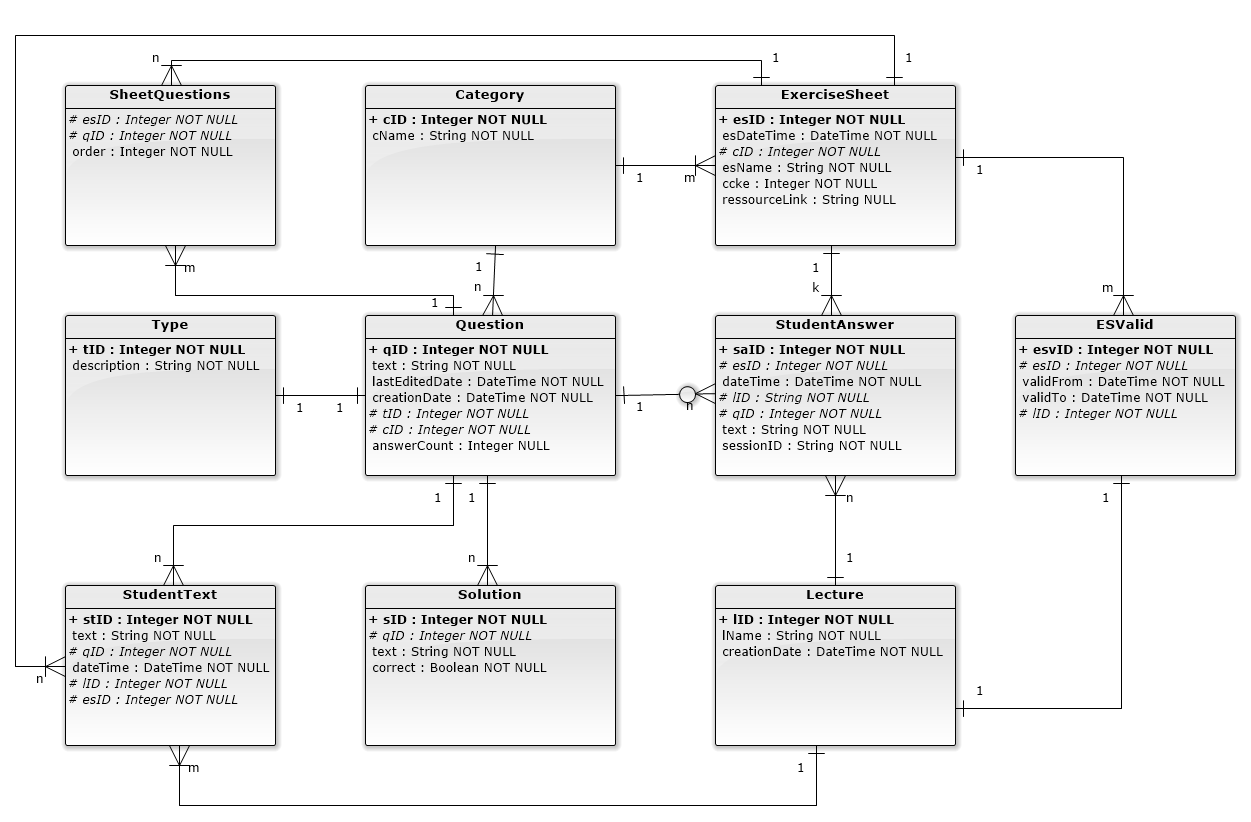 n
1
1
SheetQuestions
# esID : Integer NOT NULL
# qID : Integer NOT NULL
order : Integer NOT NULL
Category
+ cID : Integer NOT NULL
cName : String NOT NULL
ExerciseSheet
+ esID : Integer NOT NULL
esDateTime : DateTime NOT NULL
# cID : Integer NOT NULL
esName : String NOT NULL
ccke : Integer NOT NULL
ressourceLink : String NULL
1
m
1
m
1
1
n
1
k
m
1
Type
+ tID : Integer NOT NULL
description : String NOT NULL
Question
+ qID : Integer NOT NULL
text : String NOT NULL
lastEditedDate : DateTime NOT NULL
creationDate : DateTime NOT NULL
# tID : Integer NOT NULL
# cID : Integer NOT NULL
answerCount : Integer NULL
StudentAnswer
+ saID : Integer NOT NULL
# esID : Integer NOT NULL
dateTime : DateTime NOT NULL
# lID : String NOT NULL
# qID : Integer NOT NULL
text : String NOT NULL
sessionID : String NOT NULL
ESValid
+ esvID : Integer NOT NULL
# esID : Integer NOT NULL
validFrom : DateTime NOT NULL
validTo : DateTime NOT NULL
# lID : Integer NOT NULL
1
1
1
n
1
1
n
1
n
n
1
StudentText
+ stID : Integer NOT NULL
text : String NOT NULL
# qID : Integer NOT NULL
dateTime : DateTime NOT NULL
# lID : Integer NOT NULL
# esID : Integer NOT NULL
Solution
+ sID : Integer NOT NULL
# qID : Integer NOT NULL
text : String NOT NULL
correct : Boolean NOT NULL
Lecture
+ lID : Integer NOT NULL
lName : String NOT NULL
creationDate : DateTime NOT NULL
n
1
m
1